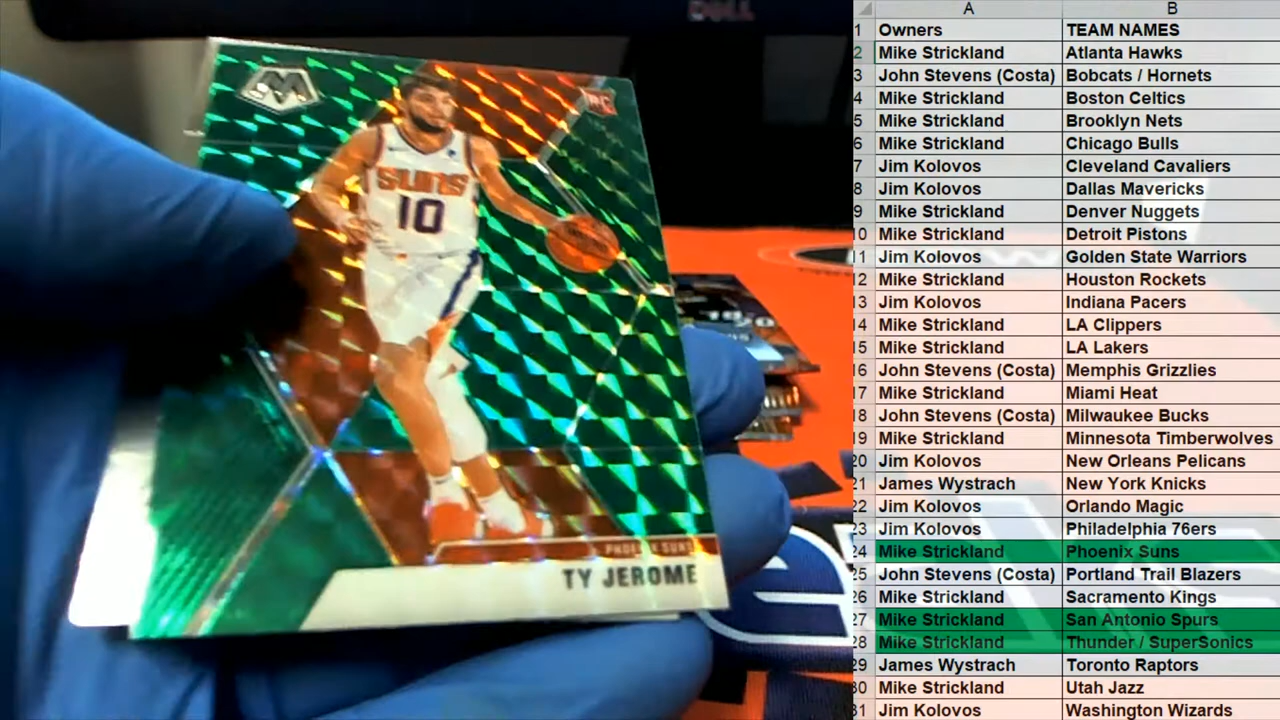 DELL
M
RC
SUNS
10
PHOENIX SUNS
TY JEROME
A B
1 Owners TEAM NAMES
2 Mike Strickland Atlanta Hawks
3 John Stevens (Costa) Bobcats / Hornets
4 Mike Strickland Boston Celtics
5 Mike Strickland Brooklyn Nets
6 Mike Strickland Chicago Bulls
7 Jim Kolovos Cleveland Cavaliers
8 Jim Kolovos Dallas Mavericks
9 Mike Strickland Denver Nuggets
10 Mike Strickland Detroit Pistons
11 Jim Kolovos Golden State Warriors
12 Mike Strickland Houston Rockets
13 Jim Kolovos Indiana Pacers
14 Mike Strickland LA Clippers
15 Mike Strickland LA Lakers
16 John Stevens (Costa) Memphis Grizzlies
17 Mike Strickland Miami Heat
18 John Stevens (Costa) Milwaukee Bucks
19 Mike Strickland Minnesota Timberwolves
20 Jim Kolovos New Orleans Pelicans
21 James Wystrach New York Knicks
22 Jim Kolovos Orlando Magic
23 Jim Kolovos Philadelphia 76ers
24 Mike Strickland Phoenix Suns
25 John Stevens (Costa) Portland Trail Blazers
26 Mike Strickland Sacramento Kings
27 Mike Strickland San Antonio Spurs
28 Mike Strickland Thunder / SuperSonics
29 James Wystrach Toronto Raptors
30 Mike Strickland Utah Jazz
31 Jim Kolovos Washington Wizards